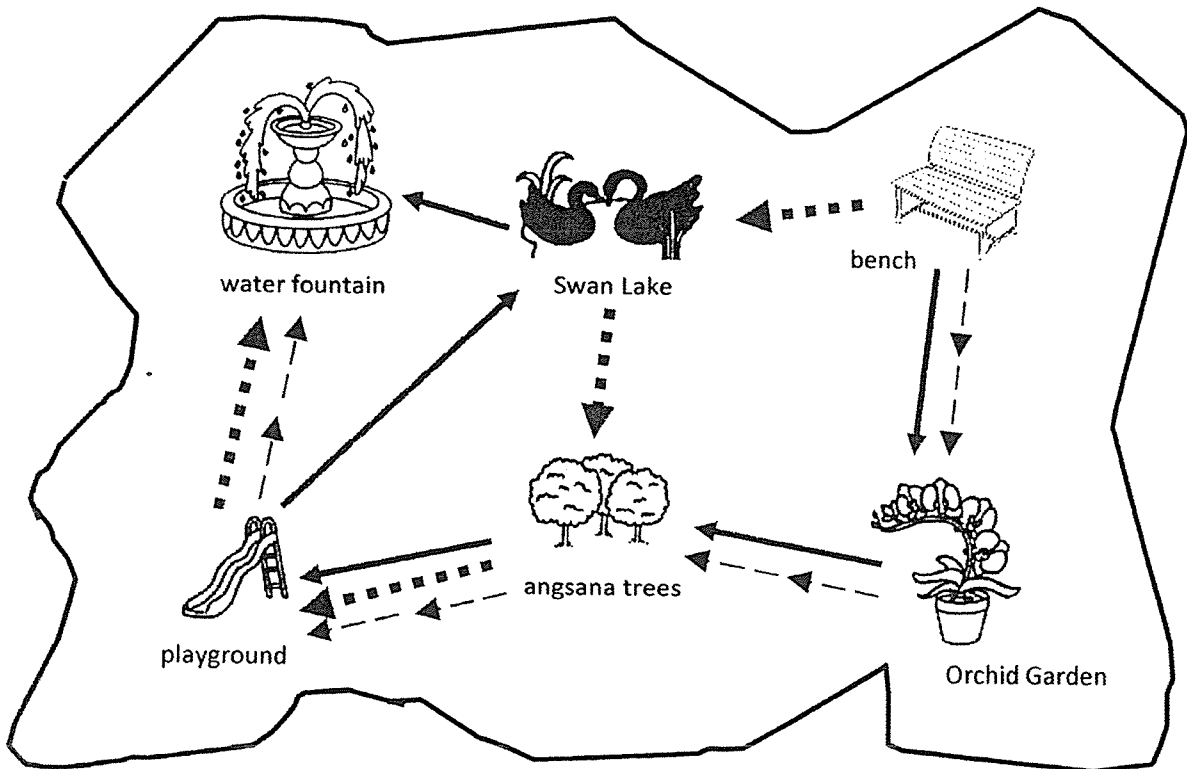 water fountain
Swan Lake
bench
angsana trees
playground
Orchid Garden